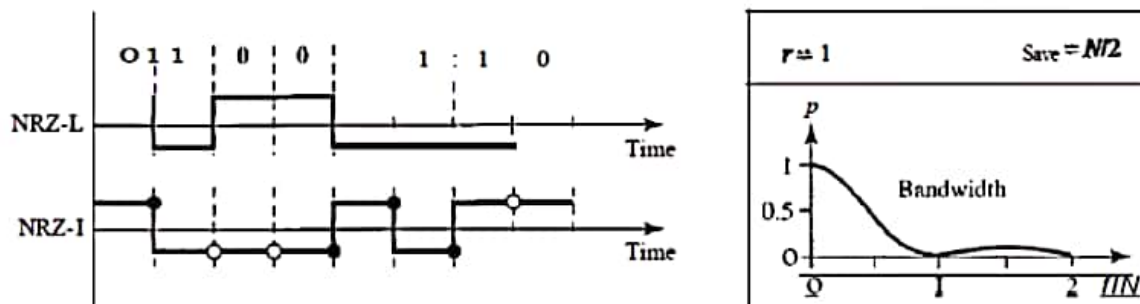 0 1 1 0 0 1 : 1 0
NRZ-L
Time
NRZ-I
Time
r = 1 Save = N/2
P
1
Bandwidth
0.5
0
0 1 2 f/N